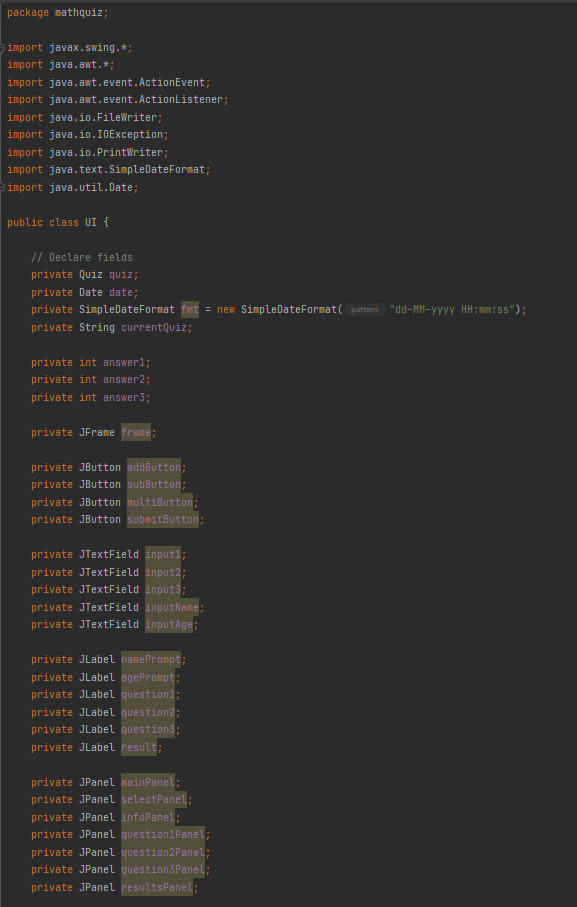 package mathquiz;
import javax.swing.*;
import java.awt.*;
import java.awt.event.ActionEvent;
import java.awt.event.ActionListener;
import java.io.FileWriter;
import java.io.IOException;
import java.io.PrintWriter;
import java.text.SimpleDateFormat;
import java.util.Date;
public class UI {
// Declare fields
private Quiz quiz;
private Date date;
private SimpleDateFormat fmt = new SimpleDateFormat( pattern: "dd-MM-yyyy HH:mm:ss");
private String currentQuiz;
private int answer1;
private int answer2;
private int answer3;
private JFrame frame;
private JButton addButton;
private JButton subButton;
private JButton multiButton;
private JButton submitButton;
private JTextField input1;
private JTextField input2;
private JTextField input3;
private JTextField inputName;
private JTextField inputAge;
private JLabel namePrompt;
private JLabel agePrompt;
private JLabel question1;
private JLabel question2;
private JLabel question3;
private JLabel result;
private JPanel mainPanel;
private JPanel selectPanel;
private JPanel infoPanel;
private JPanel question1Panel;
private JPanel question2Panel;
private JPanel question3Panel;
private JPanel resultsPanel;